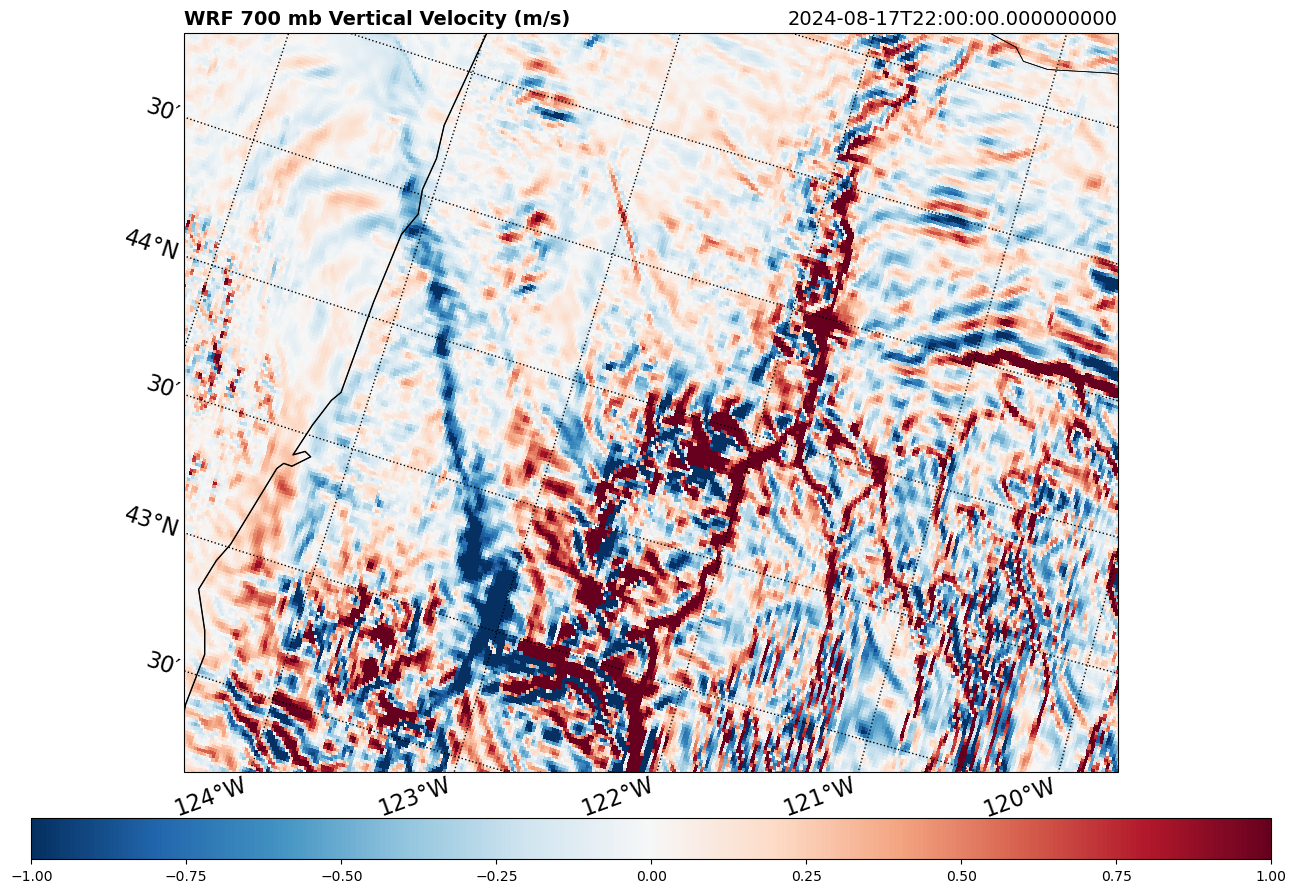 WRF 700 mb Vertical Velocity (m/s) 2024-08-17T22:00:00.000000000
30′
44°N
30′
43°N
30′
124°W 123°W 122°W 121°W 120°W
−1.00 −0.75 −0.50 −0.25 0.00 0.25 0.50 0.75 1.00